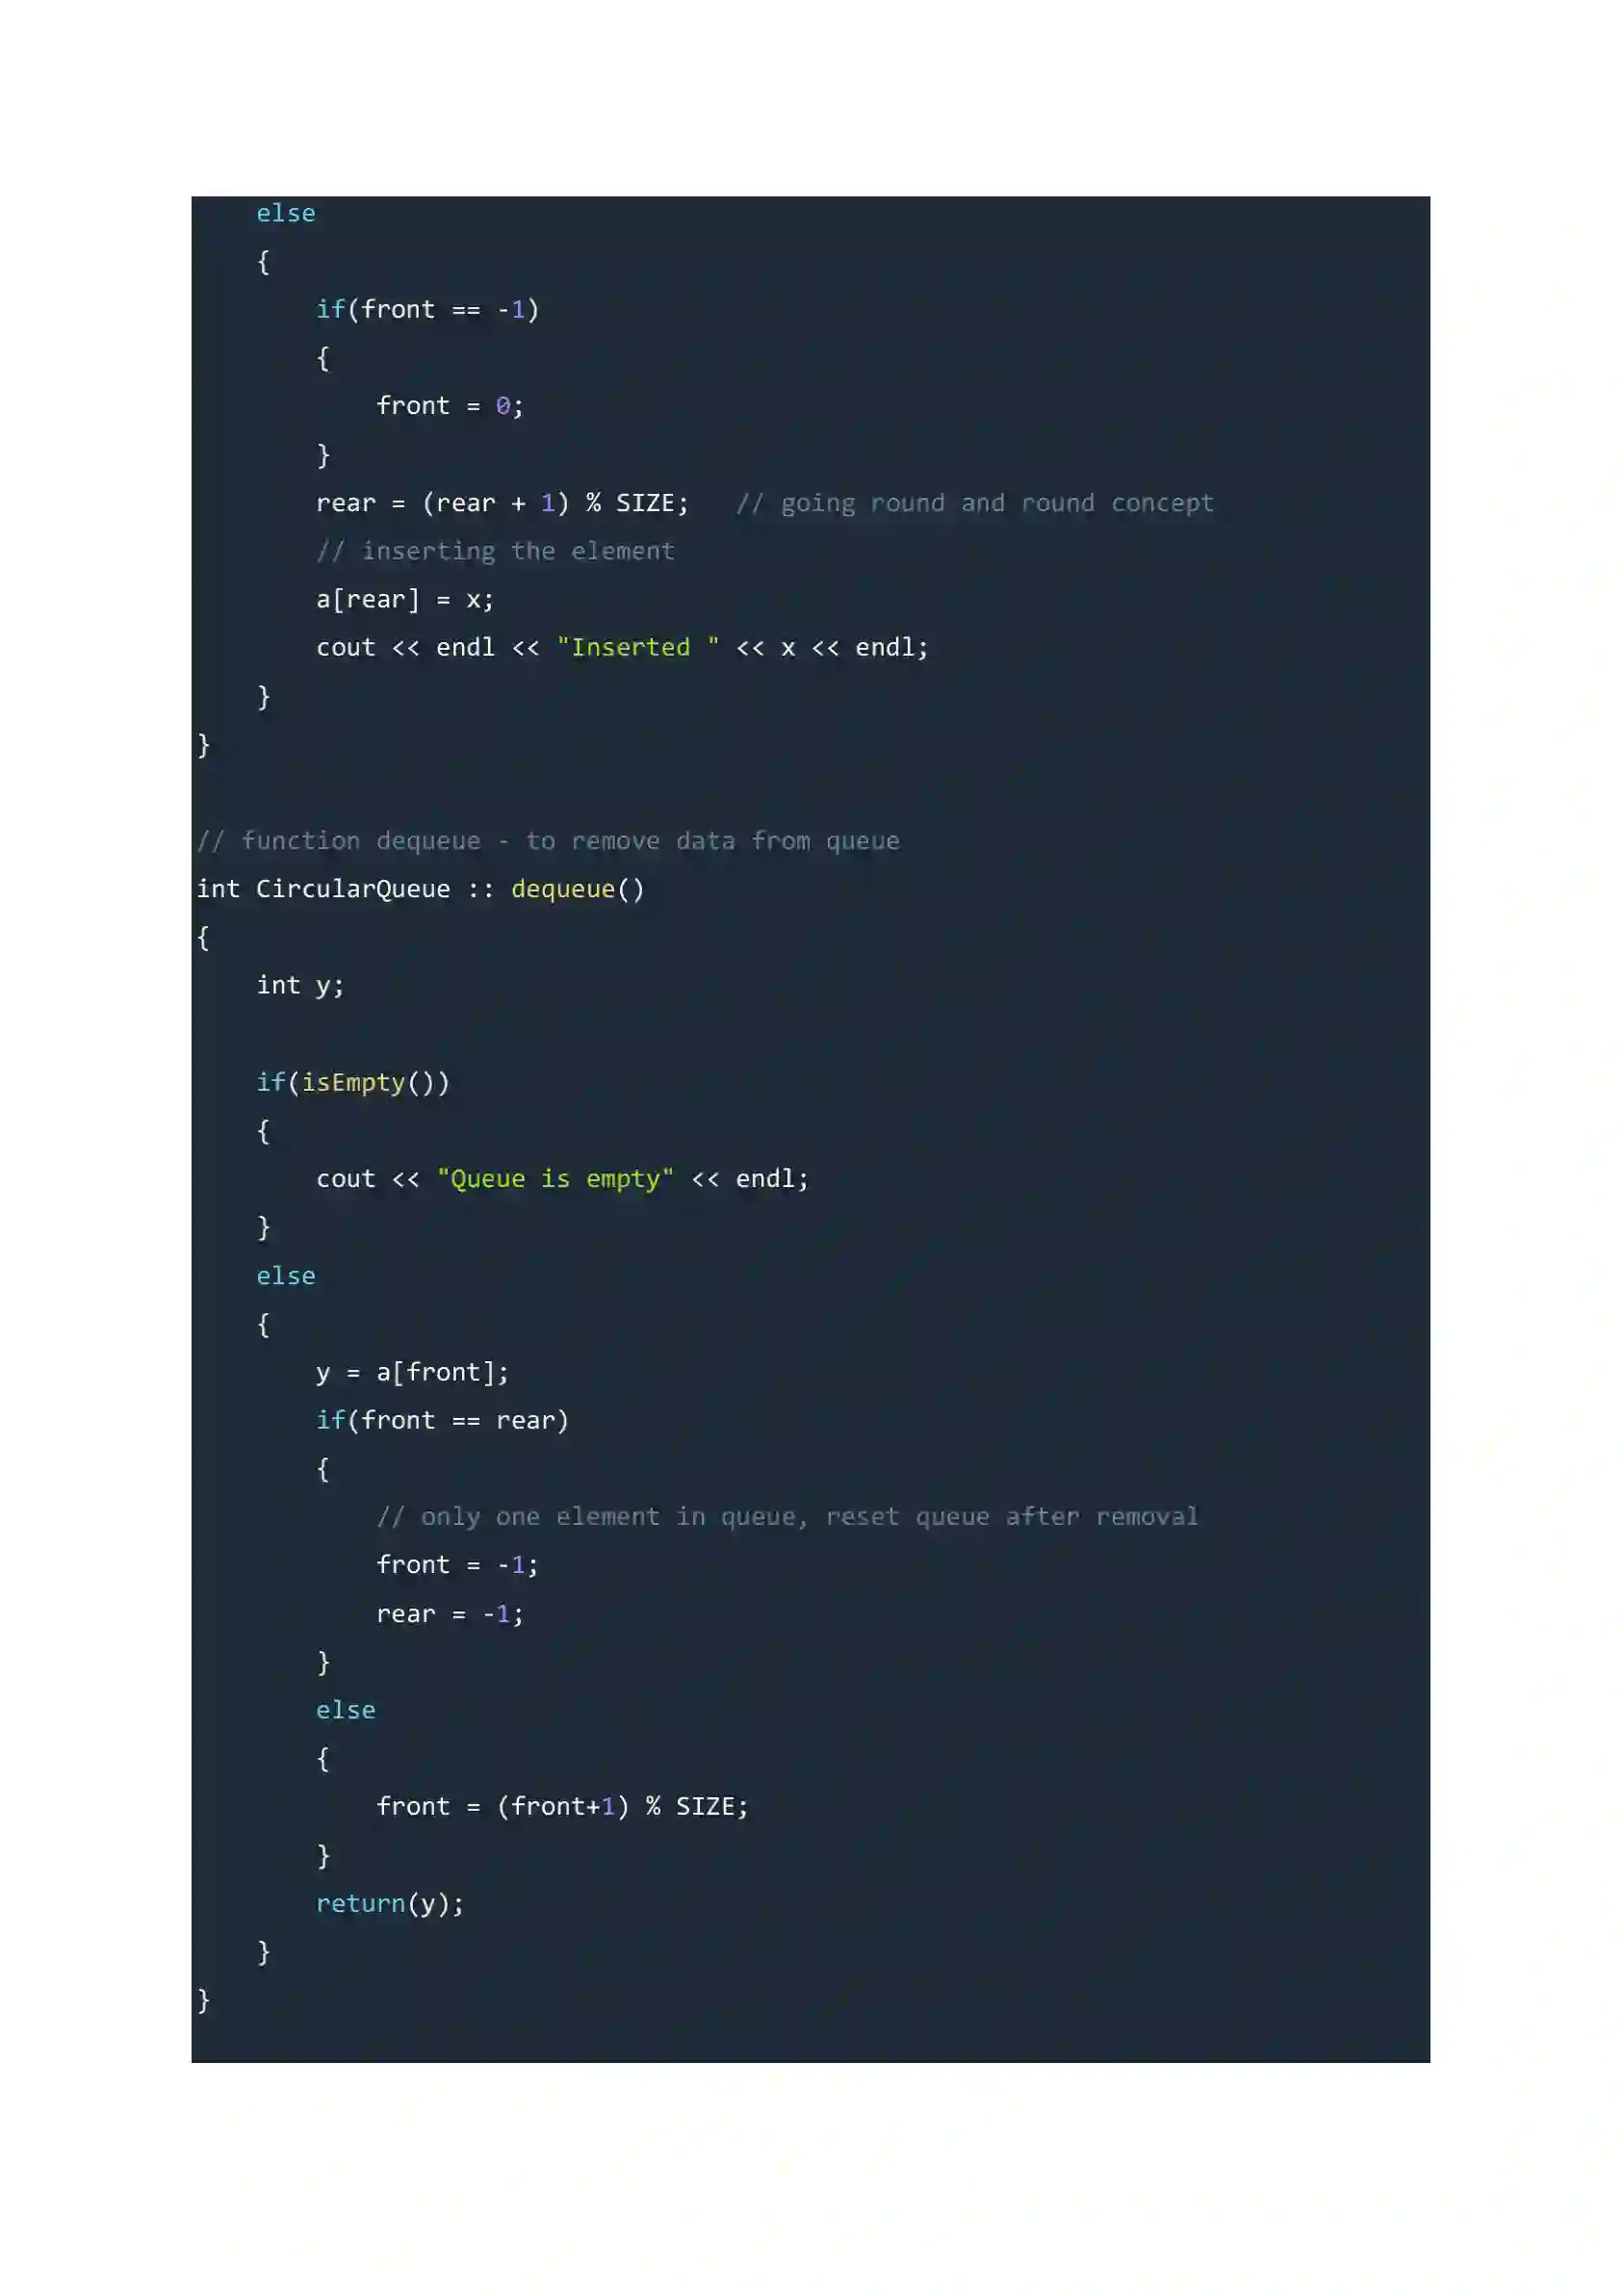 else
    {
        if(front == -1)
        {
            front = 0;
        }
        rear = (rear + 1) % SIZE;   // going round and round concept
        // inserting the element
        a[rear] = x;
        cout << endl << "Inserted " << x << endl;
    }
}

// function dequeue - to remove data from queue
int CircularQueue :: dequeue()
{
    int y;

    if(isEmpty())
    {
        cout << "Queue is empty" << endl;
    }
    else
    {
        y = a[front];
        if(front == rear)
        {
            // only one element in queue, reset queue after removal
            front = -1;
            rear = -1;
        }
        else
        {
            front = (front+1) % SIZE;
        }
        return(y);
    }
}